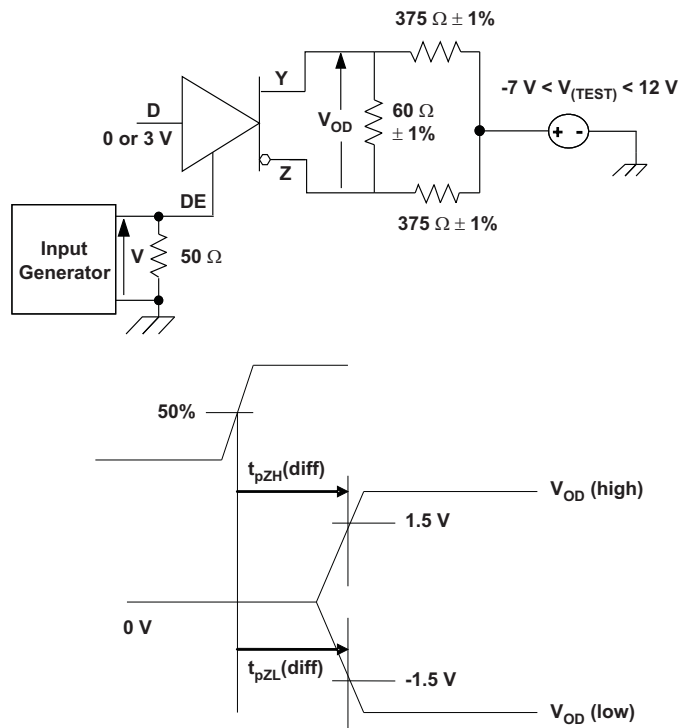 375 Ω ± 1%
Y
-7 V < V(TEST) < 12 V
D
VOD
60 Ω
± 1%
+ -
0 or 3 V
Z
DE
375 Ω ± 1%
Input
Generator
V
50 Ω
50%
tpZH(diff)
VOD (high)
1.5 V
0 V
tpZL(diff)
-1.5 V
VOD (low)